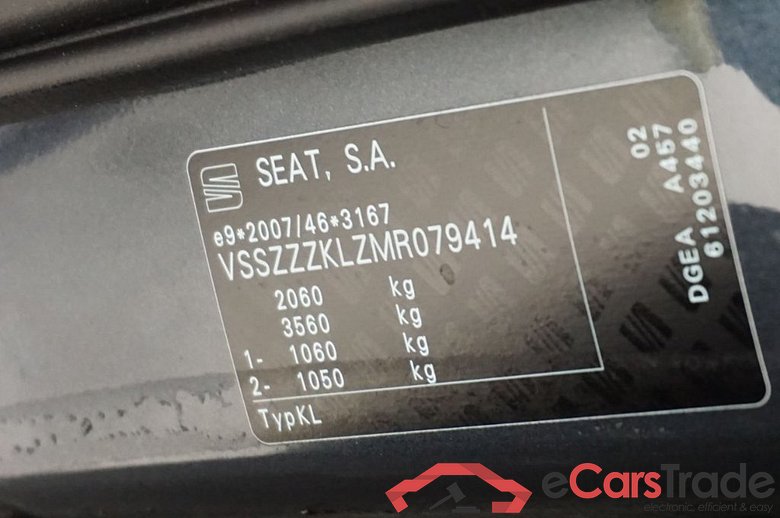 SEAT, S.A.
e9*2007/46*3167
VSSZZZKLZMR079414
2060 kg
3560 kg
1- 1060 kg
2- 1050 kg
TypKL
02
DGEA A457
61203440
eCarsTrade
electronic, efficient & easy